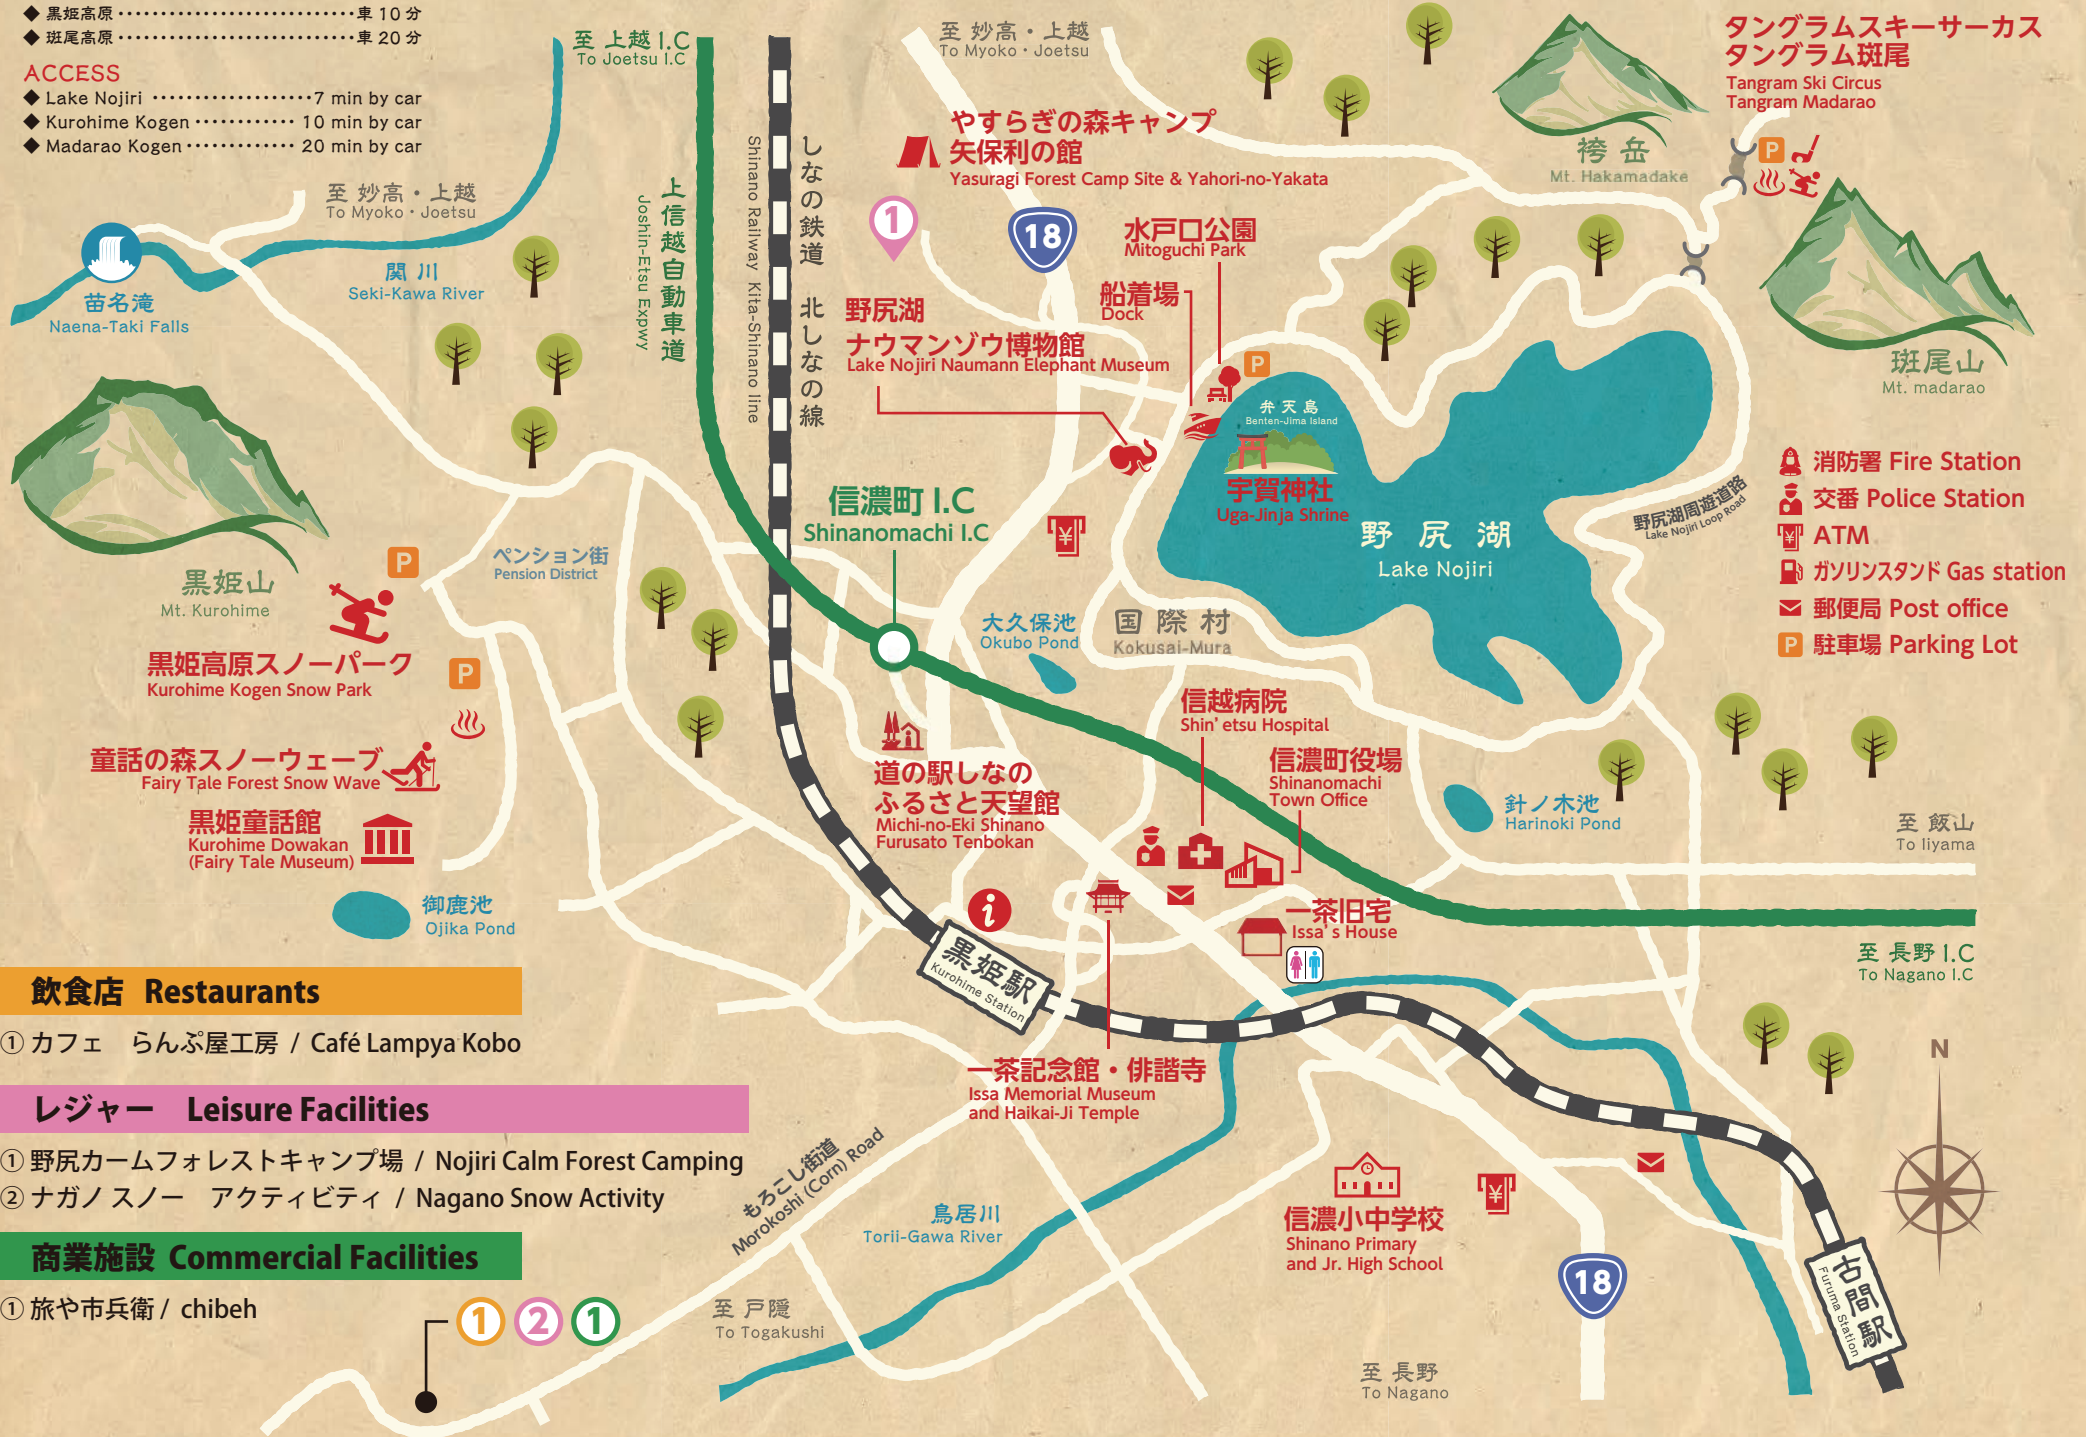 ◆ 黒姫高原 車 10 分
◆ 斑尾高原 車 20 分
ACCESS
◆ Lake Nojiri 7 min by car
◆ Kurohime Kogen 10 min by car
◆ Madarao Kogen 20 min by car
至 上越 I.C
To Joetsu I.C
至 妙高・上越
To Myoko・Joetsu
タングラムスキーサーカス
タングラム斑尾
Tangram Ski Circus
Tangram Madarao
P
袴 岳
Mt. Hakamadake
やすらぎの森キャンプ
矢保利の館
Yasuragi Forest Camp Site & Yahori-no-Yakata
至 妙高・上越
To Myoko・Joetsu
上信越自動車道
Joshin-Etsu Expwy
しなの鉄道 北しなの線
Shinano Railway Kita-Shinano line
1
18
水戸口公園
Mitoguchi Park
苗名滝
Naena-Taki Falls
関 川
Seki-Kawa River
船着場
Dock
野尻湖
ナウマンゾウ博物館
Lake Nojiri Naumann Elephant Museum
P
斑尾山
Mt. madarao
弁 天 島
Benten-Jima Island
宇賀神社
Uga-Jinja Shrine
野 尻 湖
Lake Nojiri
野尻湖周遊道路
Lake Nojiri Loop Road
消防署 Fire Station
交番 Police Station
¥ ATM
ガソリンスタンド Gas station
郵便局 Post office
P 駐車場 Parking Lot
信濃町 I.C
Shinanomachi I.C
¥
黒姫山
Mt. Kurohime
P
ペンション街
Pension District
大久保池
Okubo Pond
国 際 村
Kokusai-Mura
黒姫高原スノーパーク
Kurohime Kogen Snow Park
P
信越病院
Shin' etsu Hospital
童話の森スノーウェーブ
Fairy Tale Forest Snow Wave
道の駅しなの
ふるさと天望館
Michi-no-Eki Shinano
Furusato Tenbokan
信濃町役場
Shinanomachi
Town Office
針ノ木池
Harinoki Pond
至 飯山
To Iiyama
黒姫童話館
Kurohime Dowakan
(Fairy Tale Museum)
御鹿池
Ojika Pond
i
一茶旧宅
Issa's House
黒姫駅
Kurohime Station
至 長野 I.C
To Nagano I.C
飲食店 Restaurants
① カフェ らんぷ屋工房 / Café Lampya Kobo
N
一茶記念館・俳諧寺
Issa Memorial Museum
and Haikai-Ji Temple
レジャー Leisure Facilities
① 野尻カームフォレストキャンプ場 / Nojiri Calm Forest Camping
② ナガノ スノー アクティビティ / Nagano Snow Activity
もろこし街道
Morokoshi (Corn) Road
鳥居川
Torii-Gawa River
¥
信濃小中学校
Shinano Primary
and Jr. High School
商業施設 Commercial Facilities
① 旅や市兵衛 / chibeh
1 2 1
至 戸隠
To Togakushi
18
古間駅
Furuma Station
至 長野
To Nagano